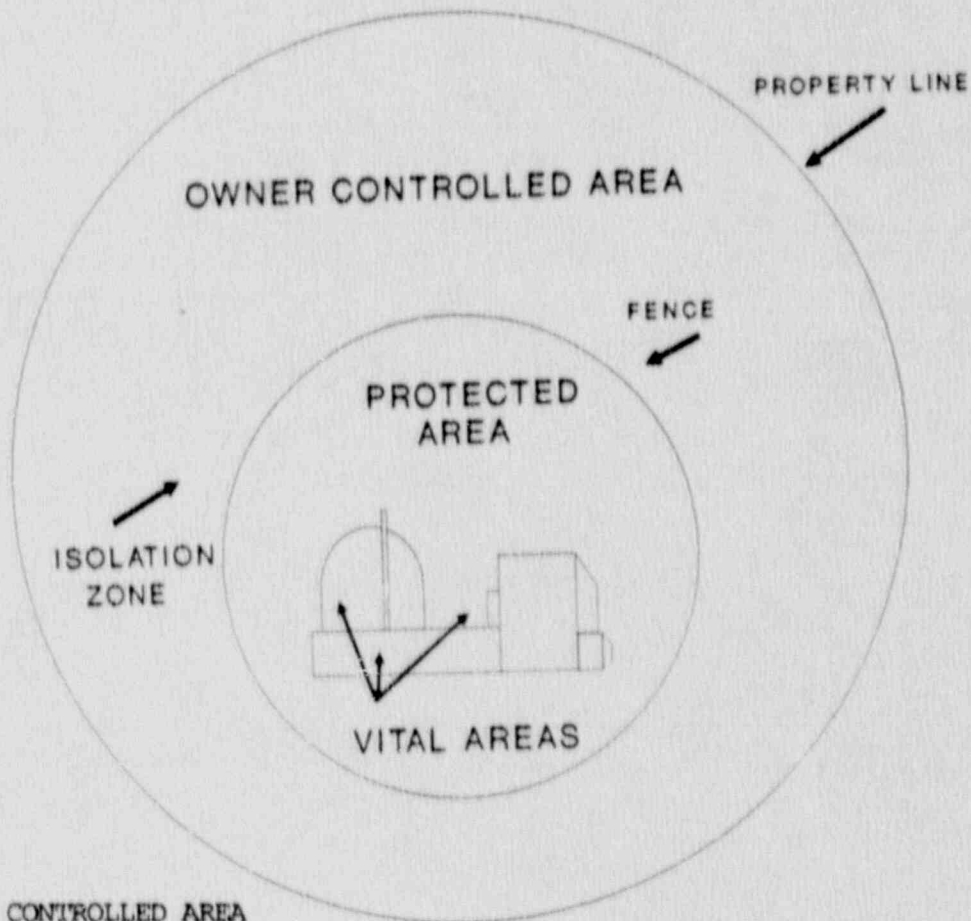 PROPERTY LINE
OWNER CONTROLLED AREA
FENCE
PROTECTED
AREA
ISOLATION
ZONE
VITAL AREAS
CONTROLLED AREA